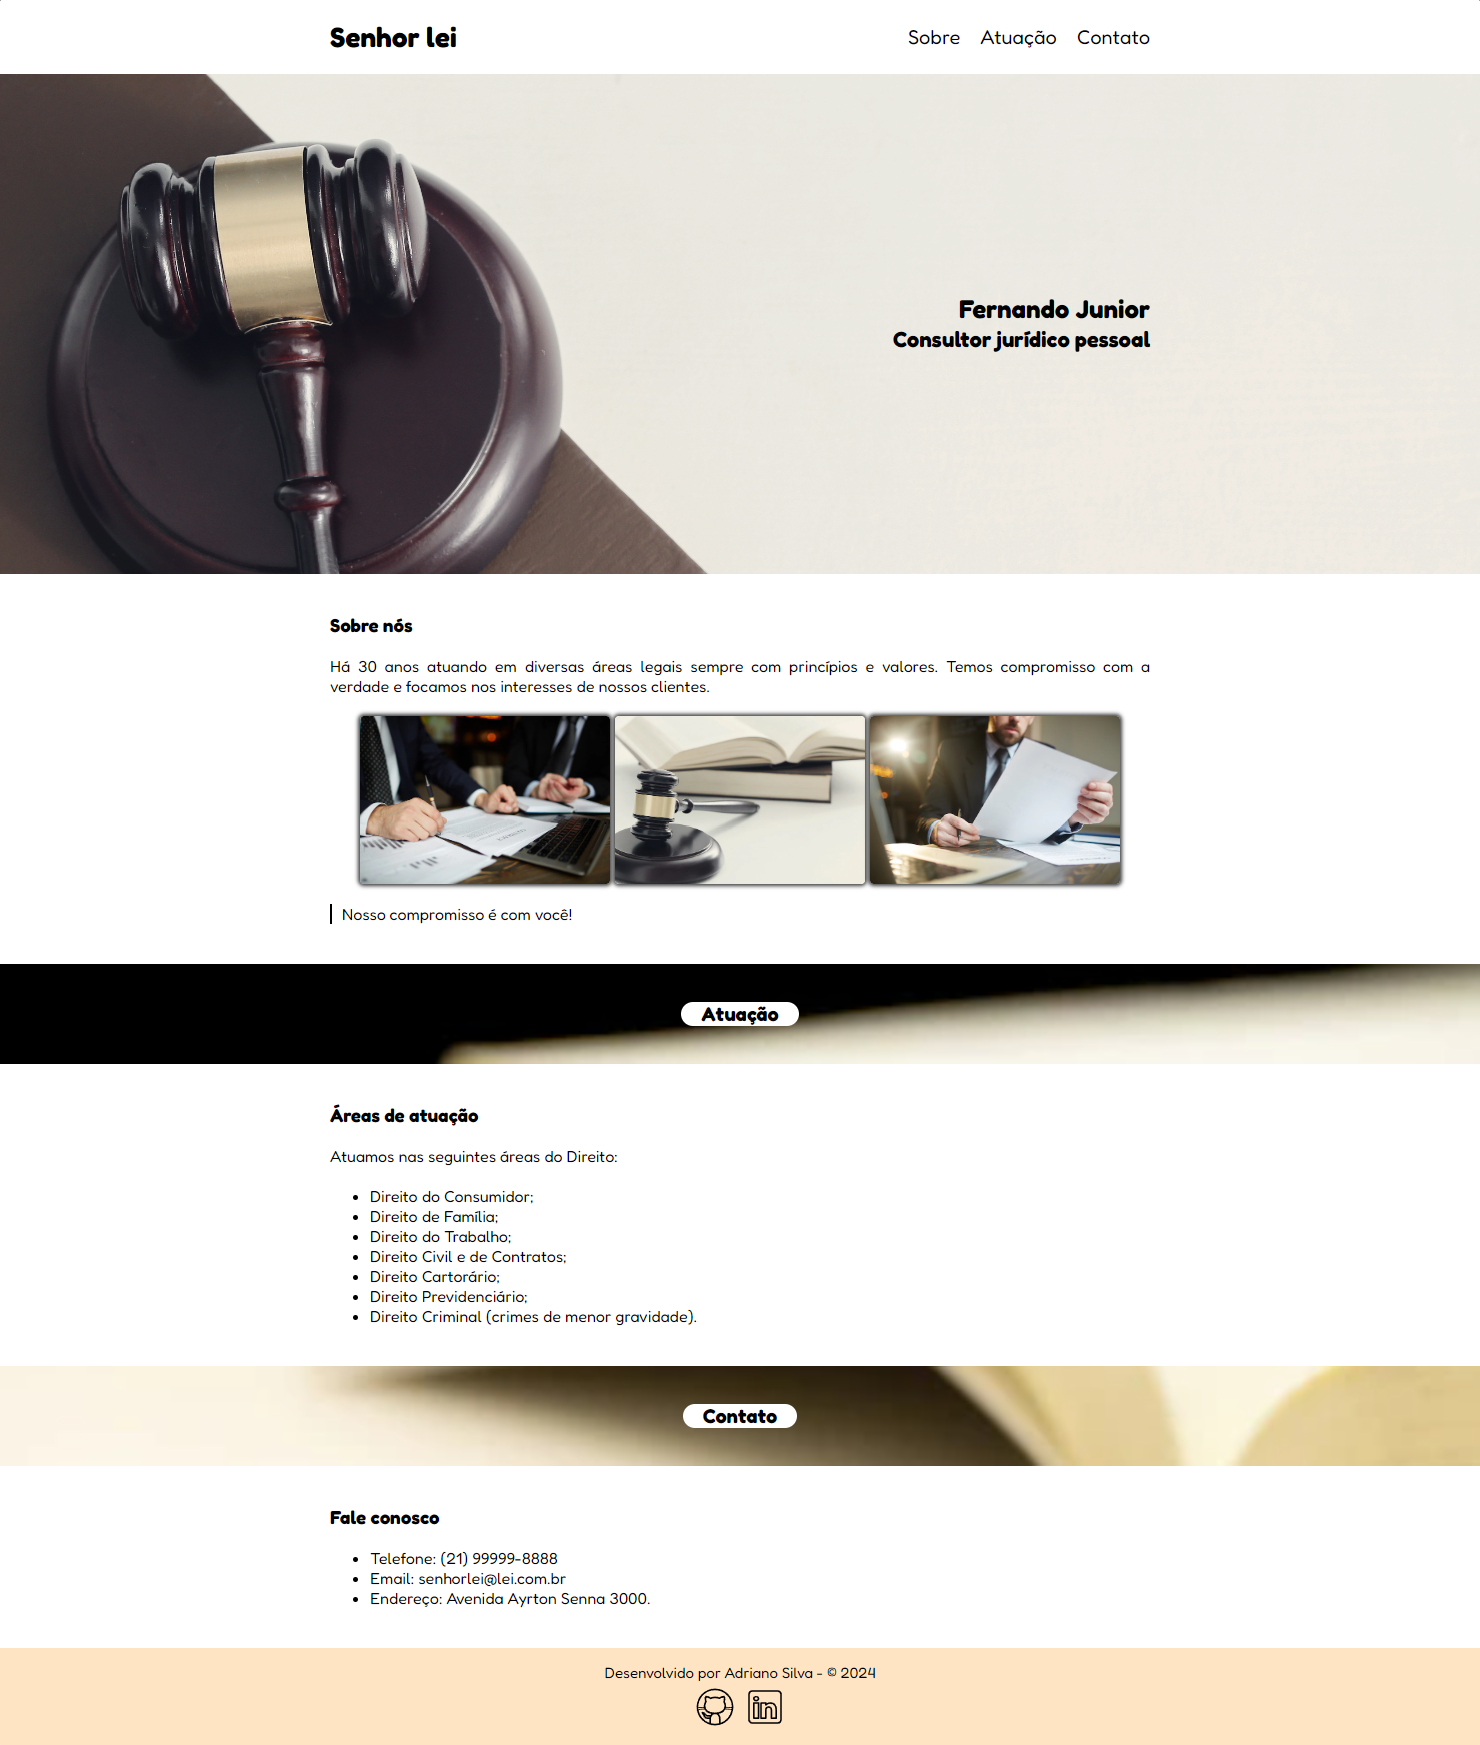 Senhor lei
Sobre Atuação Contato
Fernando Junior
Consultor jurídico pessoal
Sobre nós
Há 30 anos atuando em diversas áreas legais sempre com princípios e valores. Temos compromisso com a
verdade e focamos nos interesses de nossos clientes.
Nosso compromisso é com você!
Atuação
Áreas de atuação
Atuamos nas seguintes áreas do Direito:
Direito do Consumidor;
Direito de Família;
Direito do Trabalho;
Direito Civil e de Contratos;
Direito Cartorário;
Direito Previdenciário;
Direito Criminal (crimes de menor gravidade).
Contato
Fale conosco
Telefone: (21) 99999-8888
Email: senhorlei@lei.com.br
Endereço: Avenida Ayrton Senna 3000.
Desenvolvido por Adriano Silva - © 2024
in